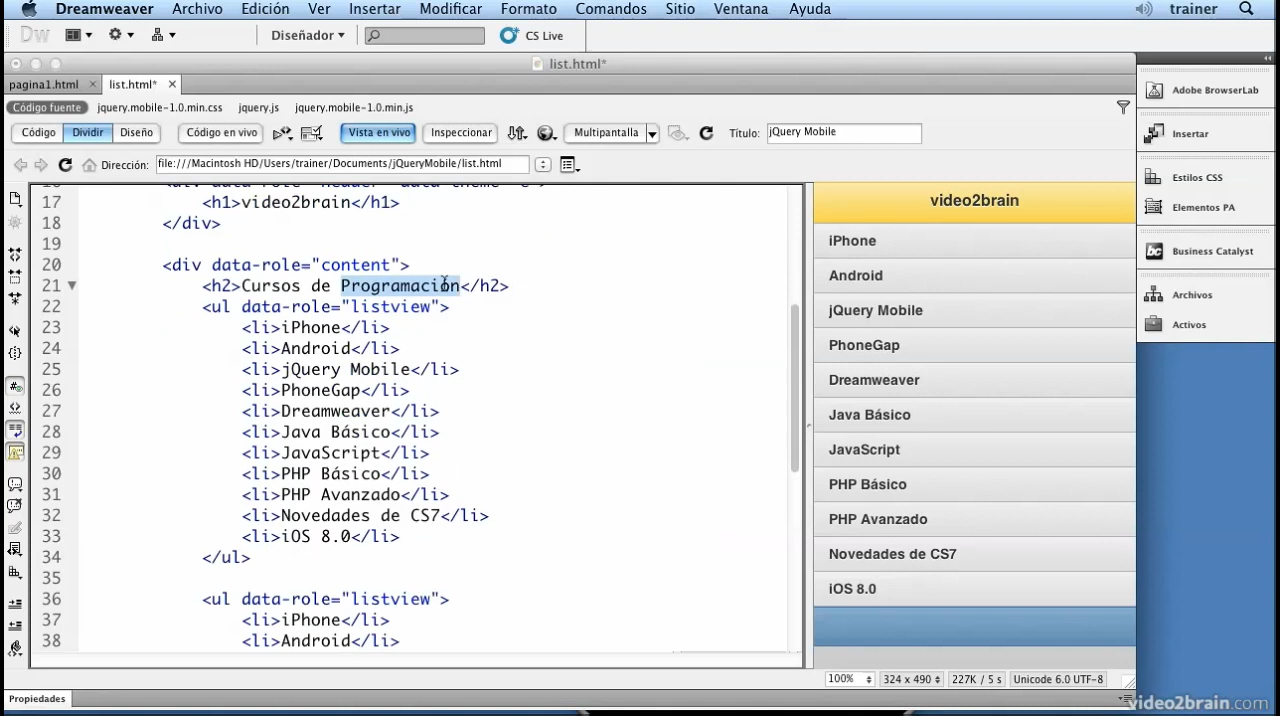 Dreamweaver Archivo Edición Ver Insertar Modificar Formato Comandos Sitio Ventana Ayuda trainer
Dw Diseñador CS Live
list.html*
pagina1.html × list.html* ×
Código fuente jquery.mobile-1.0.min.css jquery.js jquery.mobile-1.0.min.js
Código Dividir Diseño Código en vivo Vista en vivo Inspeccionar Multipantalla Título: jQuery Mobile
Dirección: file:///Macintosh HD/Users/trainer/Documents/jQueryMobile/list.html
17 <h1>video2brain</h1>
18 </div>
19
20 <div data-role="content">
21 <h2>Cursos de Programación</h2>
22 <ul data-role="listview">
23 <li>iPhone</li>
24 <li>Android</li>
25 <li>jQuery Mobile</li>
26 <li>PhoneGap</li>
27 <li>Dreamweaver</li>
28 <li>Java Básico</li>
29 <li>JavaScript</li>
30 <li>PHP Básico</li>
31 <li>PHP Avanzado</li>
32 <li>Novedades de CS7</li>
33 <li>iOS 8.0</li>
34 </ul>
35
36 <ul data-role="listview">
37 <li>iPhone</li>
38 <li>Android</li>
video2brain
iPhone
Android
jQuery Mobile
PhoneGap
Dreamweaver
Java Básico
JavaScript
PHP Básico
PHP Avanzado
Novedades de CS7
iOS 8.0
100% 324 x 490 227K / 5 s Unicode 6.0 UTF-8
Propiedades
Adobe BrowserLab
Insertar
Estilos CSS
Elementos PA
bc Business Catalyst
Archivos
Activos
video2brain.com